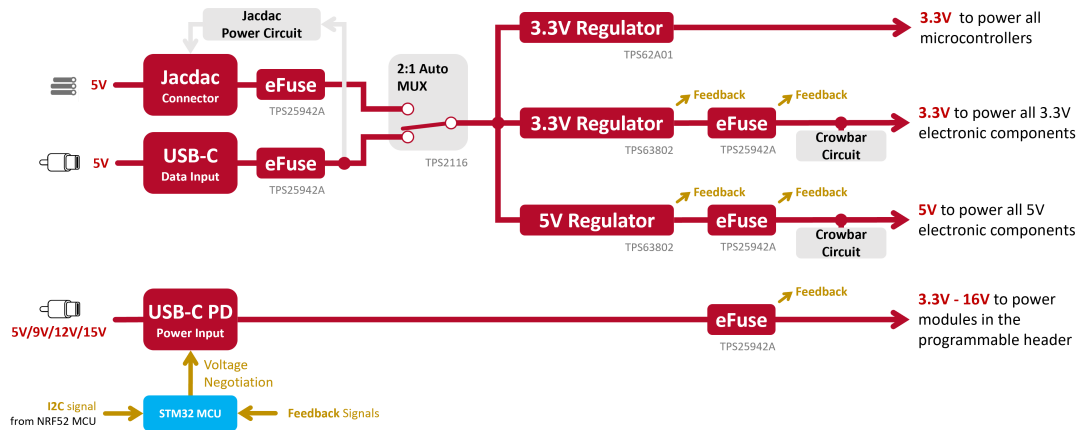 Jacdac
Power Circuit
5V
Jacdac
Connector
eFuse
TPS25942A
2:1 Auto
MUX
TPS2116
5V
USB-C
Data Input
eFuse
TPS25942A
3.3V Regulator
TPS62A01
3.3V to power all
microcontrollers
3.3V Regulator
TPS63802
Feedback
eFuse
TPS25942A
Feedback
Crowbar
Circuit
3.3V to power all 3.3V
electronic components
5V Regulator
TPS63802
Feedback
eFuse
TPS25942A
Feedback
Crowbar
Circuit
5V to power all 5V
electronic components
5V/9V/12V/15V
USB-C PD
Power Input
eFuse
TPS25942A
Feedback
3.3V - 16V to power
modules in the
programmable header
Voltage
Negotiation
I2C signal
from NRF52 MCU
STM32 MCU
Feedback Signals